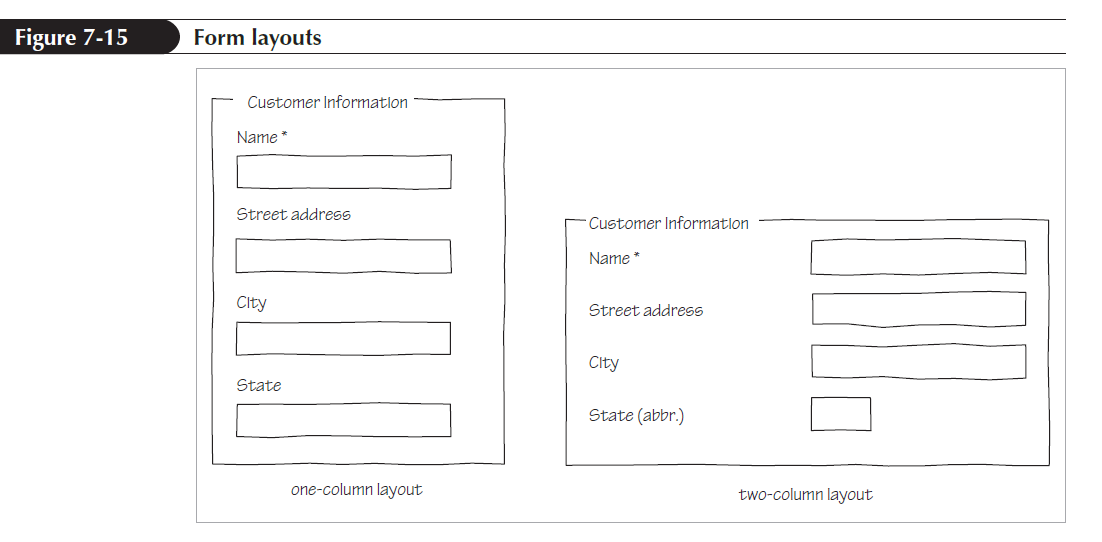 Figure 7-15 Form layouts
Customer Information
Name *
Street address
City
State
one-column layout
Customer Information
Name *
Street address
City
State (abbr.)
two-column layout